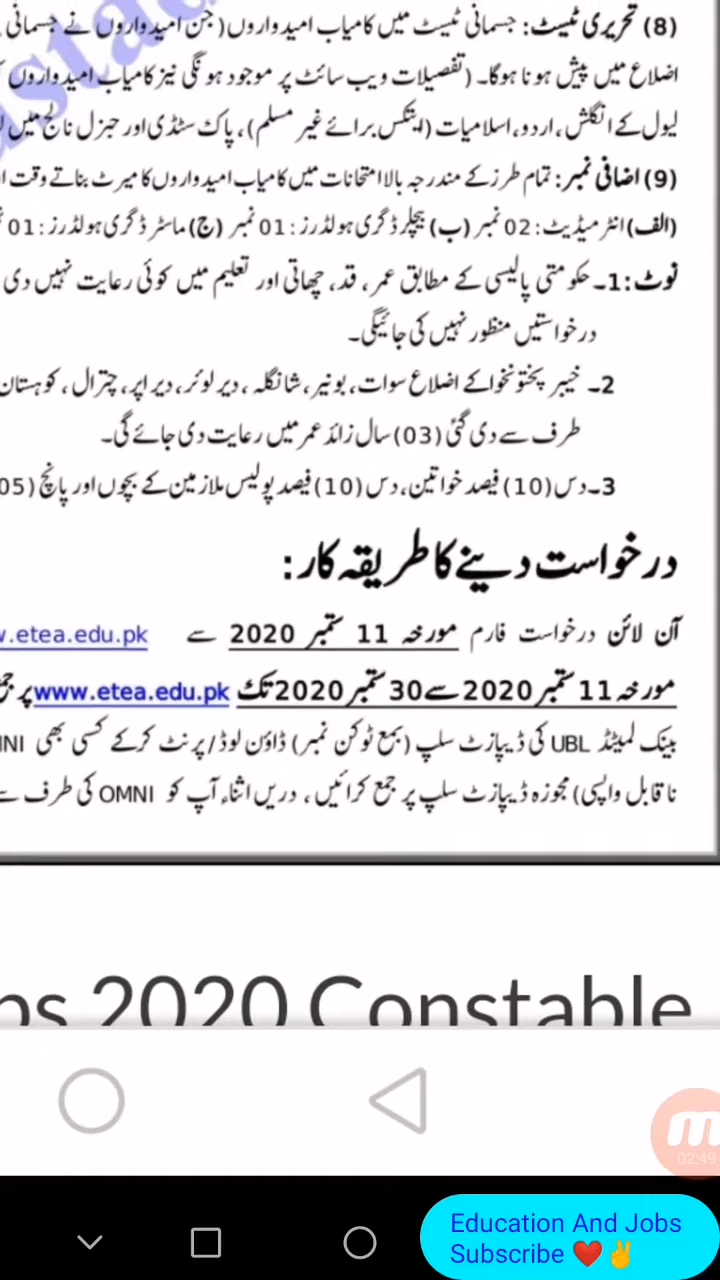 (8) تحریری ٹیسٹ: جسمانی ٹیسٹ میں کامیاب امیدواروں (جن امیدواروں نے جسمانی
اضلاع میں پیش ہونا ہوگا۔ (تفصیلات ویب سائٹ پر موجود ہونگی نیز کامیاب امیدواروں
لیول کے انگلش، اردو، اسلامیات (ایتھکس برائے غیر مسلم)، پاک سٹڈی اور جنرل نالج میں
(9) اضافی نمبر: تمام طرز کے مندرجہ بالا امتحانات میں کامیاب امیدواروں کا میرٹ بناتے وقت
(الف) انٹرمیڈیٹ: 02 نمبر (ب) بیچلر ڈگری ہولڈرز: 01 نمبر (ج) ماسٹر ڈگری ہولڈرز: 01
نوٹ: 1۔ حکومتی پالیسی کے مطابق عمر، قد، چھاتی اور تعلیم میں کوئی رعایت نہیں دی
درخواستیں منظور نہیں کی جائیگی۔
2۔ خیبر پختونخوا کے اضلاع سوات، بونیر، شانگلہ، دیر لوئر، دیر اپر، چترال، کوہستان
طرف سے دی گئی (03) سال زائد عمر میں رعایت دی جائے گی۔
3۔ دس (10) فیصد خواتین، دس (10) فیصد پولیس ملازمین کے بچوں اور پانچ (05
درخواست دینے کا طریقہ کار:
آن لائن درخواست فارم مورخہ 11 ستمبر 2020 سے w.etea.edu.pk
مورخہ 11 ستمبر 2020 سے 30 ستمبر 2020 تک www.etea.edu.pk پر
بینک لمیٹڈ UBL کی ڈیپازٹ سلپ (بمع ٹوکن نمبر) ڈاؤن لوڈ/پرنٹ کرکے کسی بھی NI
ناقابل واپسی) مجوزہ ڈیپازٹ سلپ پر جمع کرائیں، دریں اثناء آپ کو OMNI کی طرف سے
bs 2020 Constable
02:49
Education And Jobs
Subscribe ❤️✌️